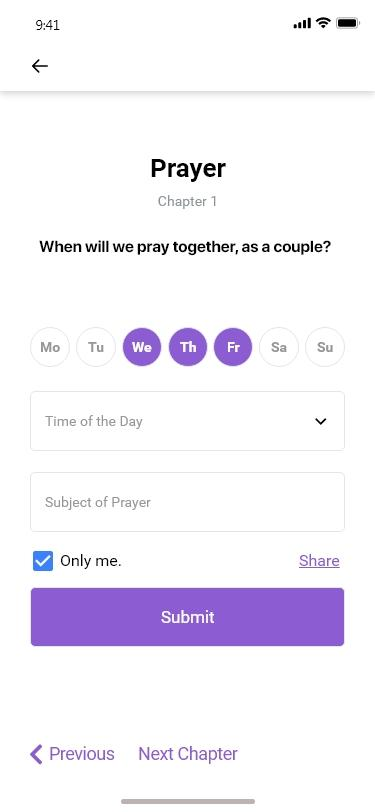 9:41
Prayer
Chapter 1
When will we pray together, as a couple?
Mo Tu We Th Fr Sa Su
Time of the Day
Subject of Prayer
Only me. Share
Submit
Previous Next Chapter